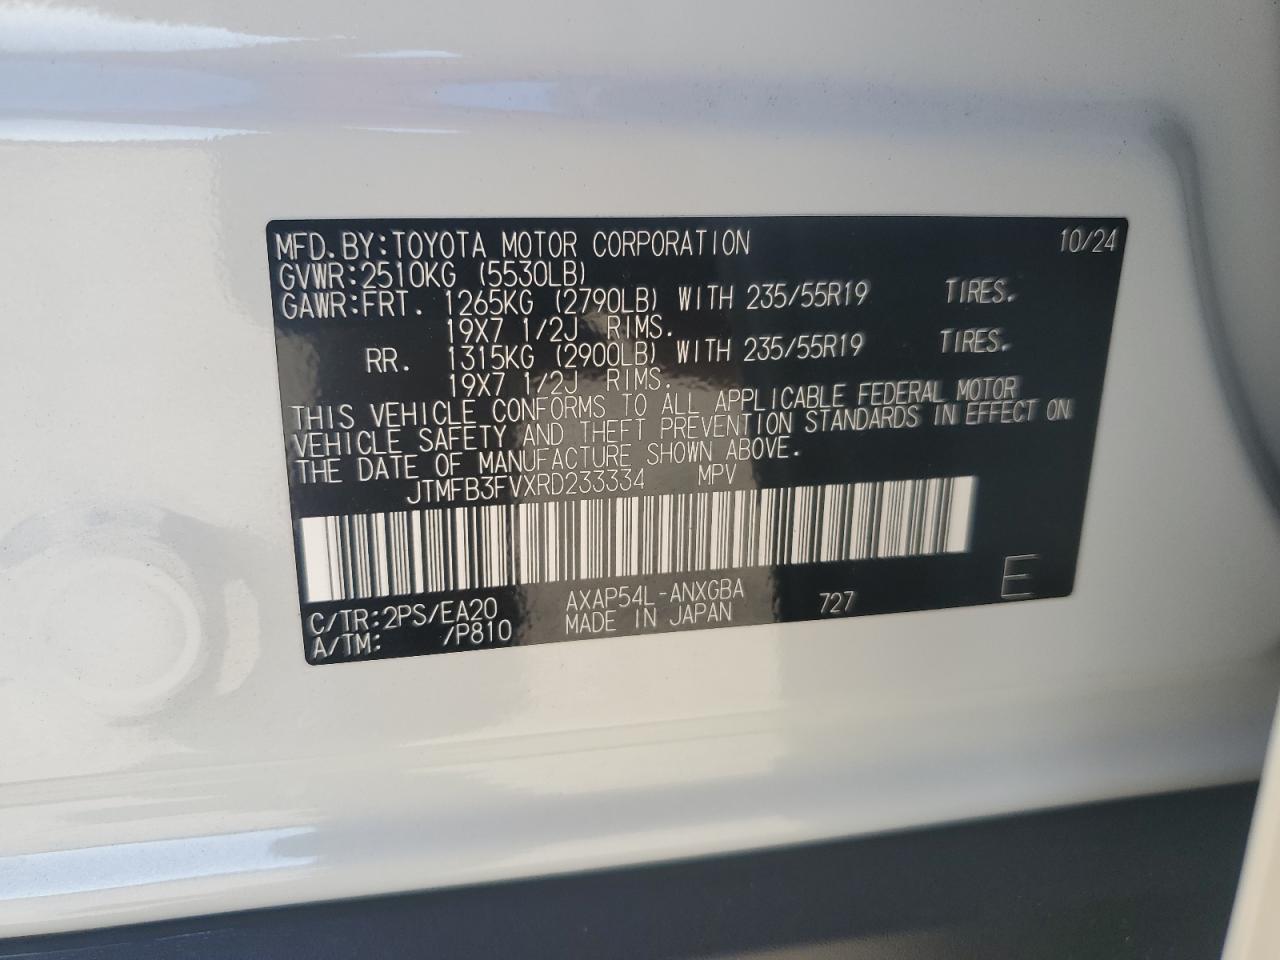 MFD.BY:TOYOTA MOTOR CORPORATION 10/24
GVWR:2510KG (5530LB)
GAWR:FRT. 1265KG (2790LB) WITH 235/55R19 TIRES.
19X7 1/2J RIMS.
RR. 1315KG (2900LB) WITH 235/55R19 TIRES.
19X7 1/2J RIMS.
THIS VEHICLE CONFORMS TO ALL APPLICABLE FEDERAL MOTOR
VEHICLE SAFETY AND THEFT PREVENTION STANDARDS IN EFFECT ON
THE DATE OF MANUFACTURE SHOWN ABOVE.
JTMFB3FVXRD233334 MPV
C/TR:2PS/EA20 AXAP54L-ANXGBA 727 E
A/TM: /P810 MADE IN JAPAN